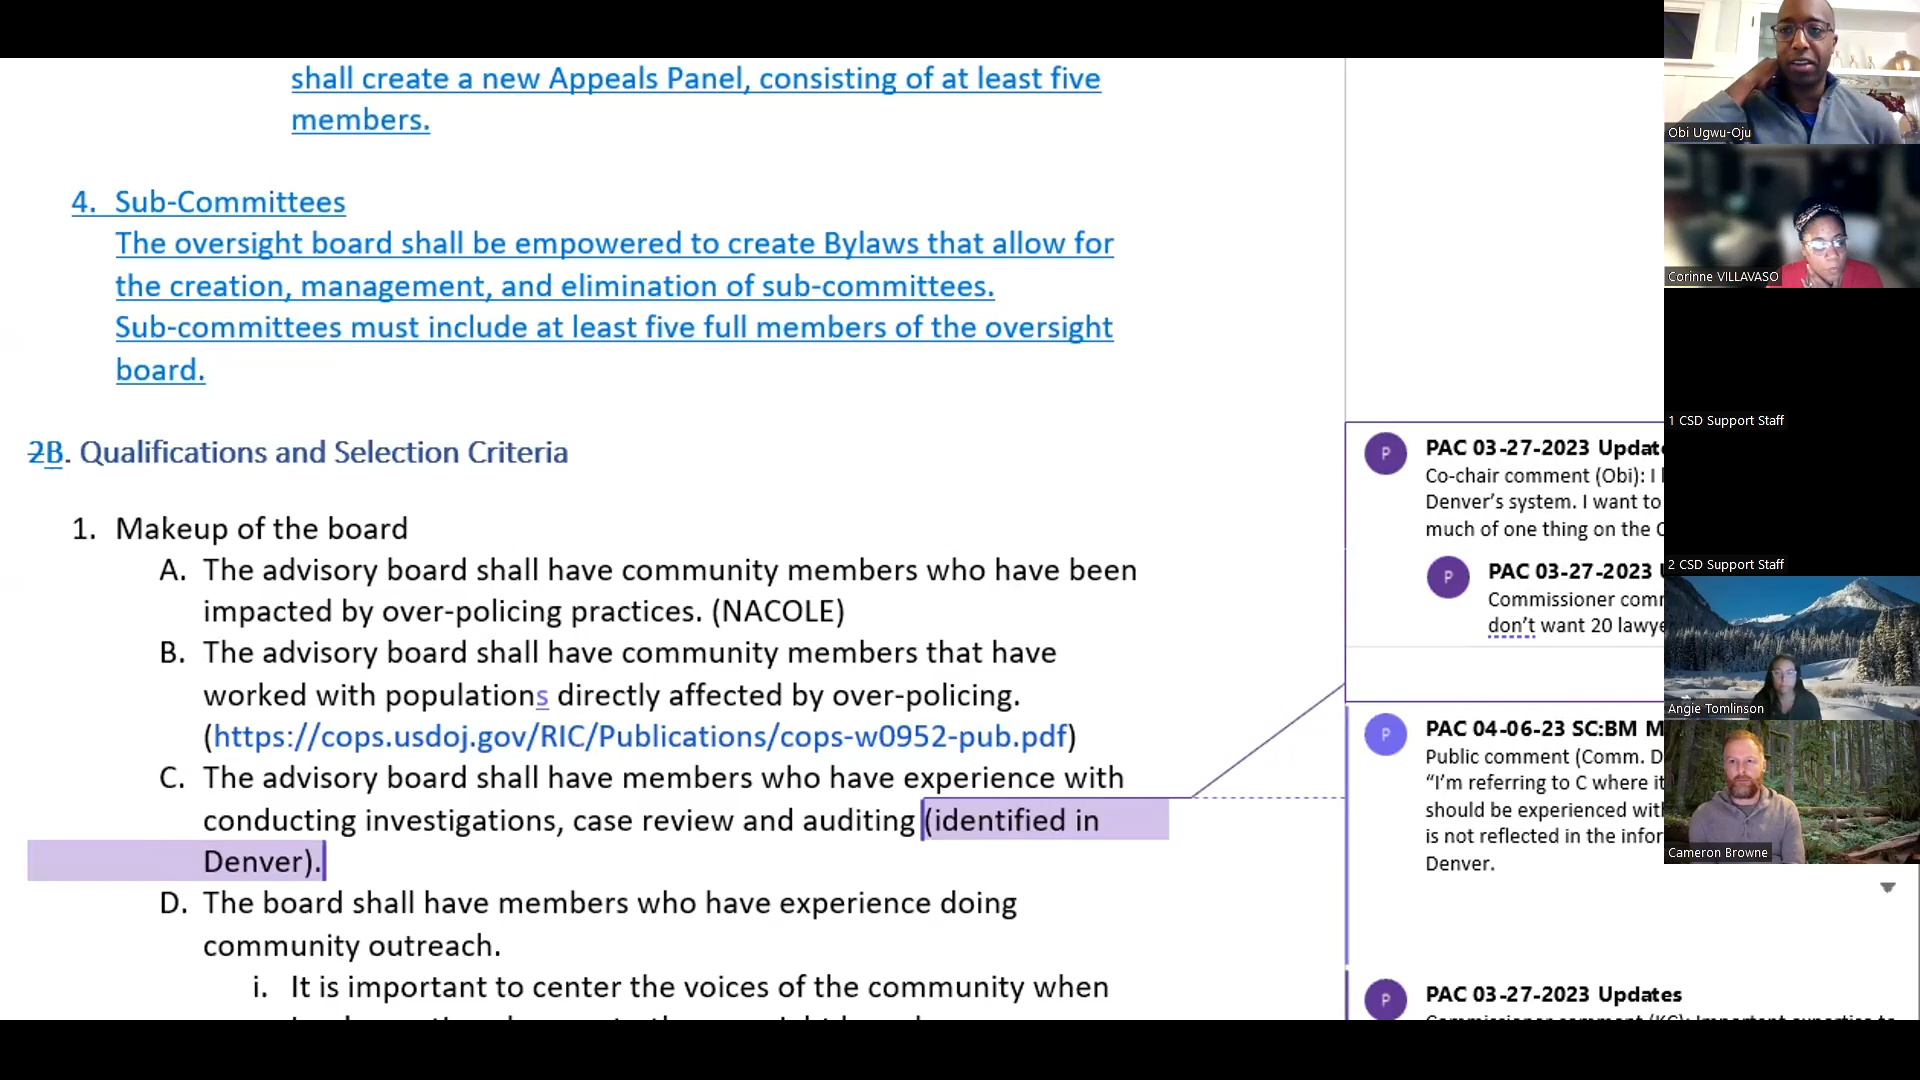 shall create a new Appeals Panel, consisting of at least five
members.
4. Sub-Committees
The oversight board shall be empowered to create Bylaws that allow for
the creation, management, and elimination of sub-committees.
Sub-committees must include at least five full members of the oversight
board.
2B. Qualifications and Selection Criteria
1. Makeup of the board
A. The advisory board shall have community members who have been
impacted by over-policing practices. (NACOLE)
B. The advisory board shall have community members that have
worked with populations directly affected by over-policing.
(https://cops.usdoj.gov/RIC/Publications/cops-w0952-pub.pdf)
C. The advisory board shall have members who have experience with
conducting investigations, case review and auditing (identified in
Denver).
D. The board shall have members who have experience doing
community outreach.
i. It is important to center the voices of the community when
P PAC 03-27-2023 Update
Co-chair comment (Obi): I
Denver's system. I want to
much of one thing on the
P PAC 03-27-2023
Commissioner com
don't want 20 lawye
P PAC 04-06-23 SC:BM M
Public comment (Comm. D
"I'm referring to C where it
should be experienced wit
is not reflected in the infor
Denver.
P PAC 03-27-2023 Updates
Obi Ugwu-Oju
Corinne VILLAVASO
1 CSD Support Staff
2 CSD Support Staff
Angie Tomlinson
Cameron Browne